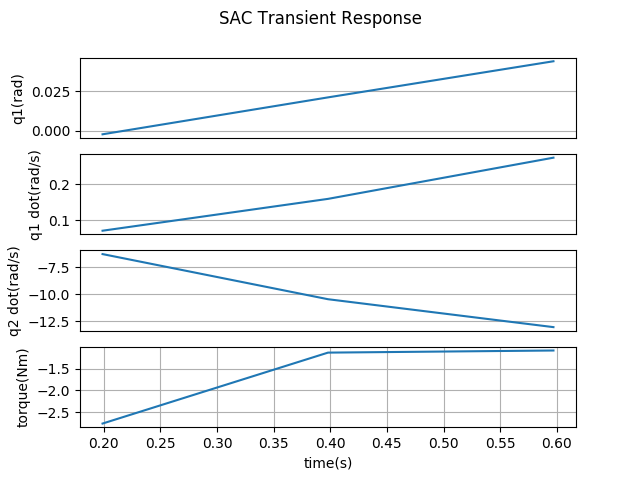 SAC Transient Response
q1(rad)
0.025
0.000
q1 dot(rad/s)
0.2
0.1
q2 dot(rad/s)
−7.5
−10.0
−12.5
torque(Nm)
−1.5
−2.0
−2.5
0.20 0.25 0.30 0.35 0.40 0.45 0.50 0.55 0.60
time(s)